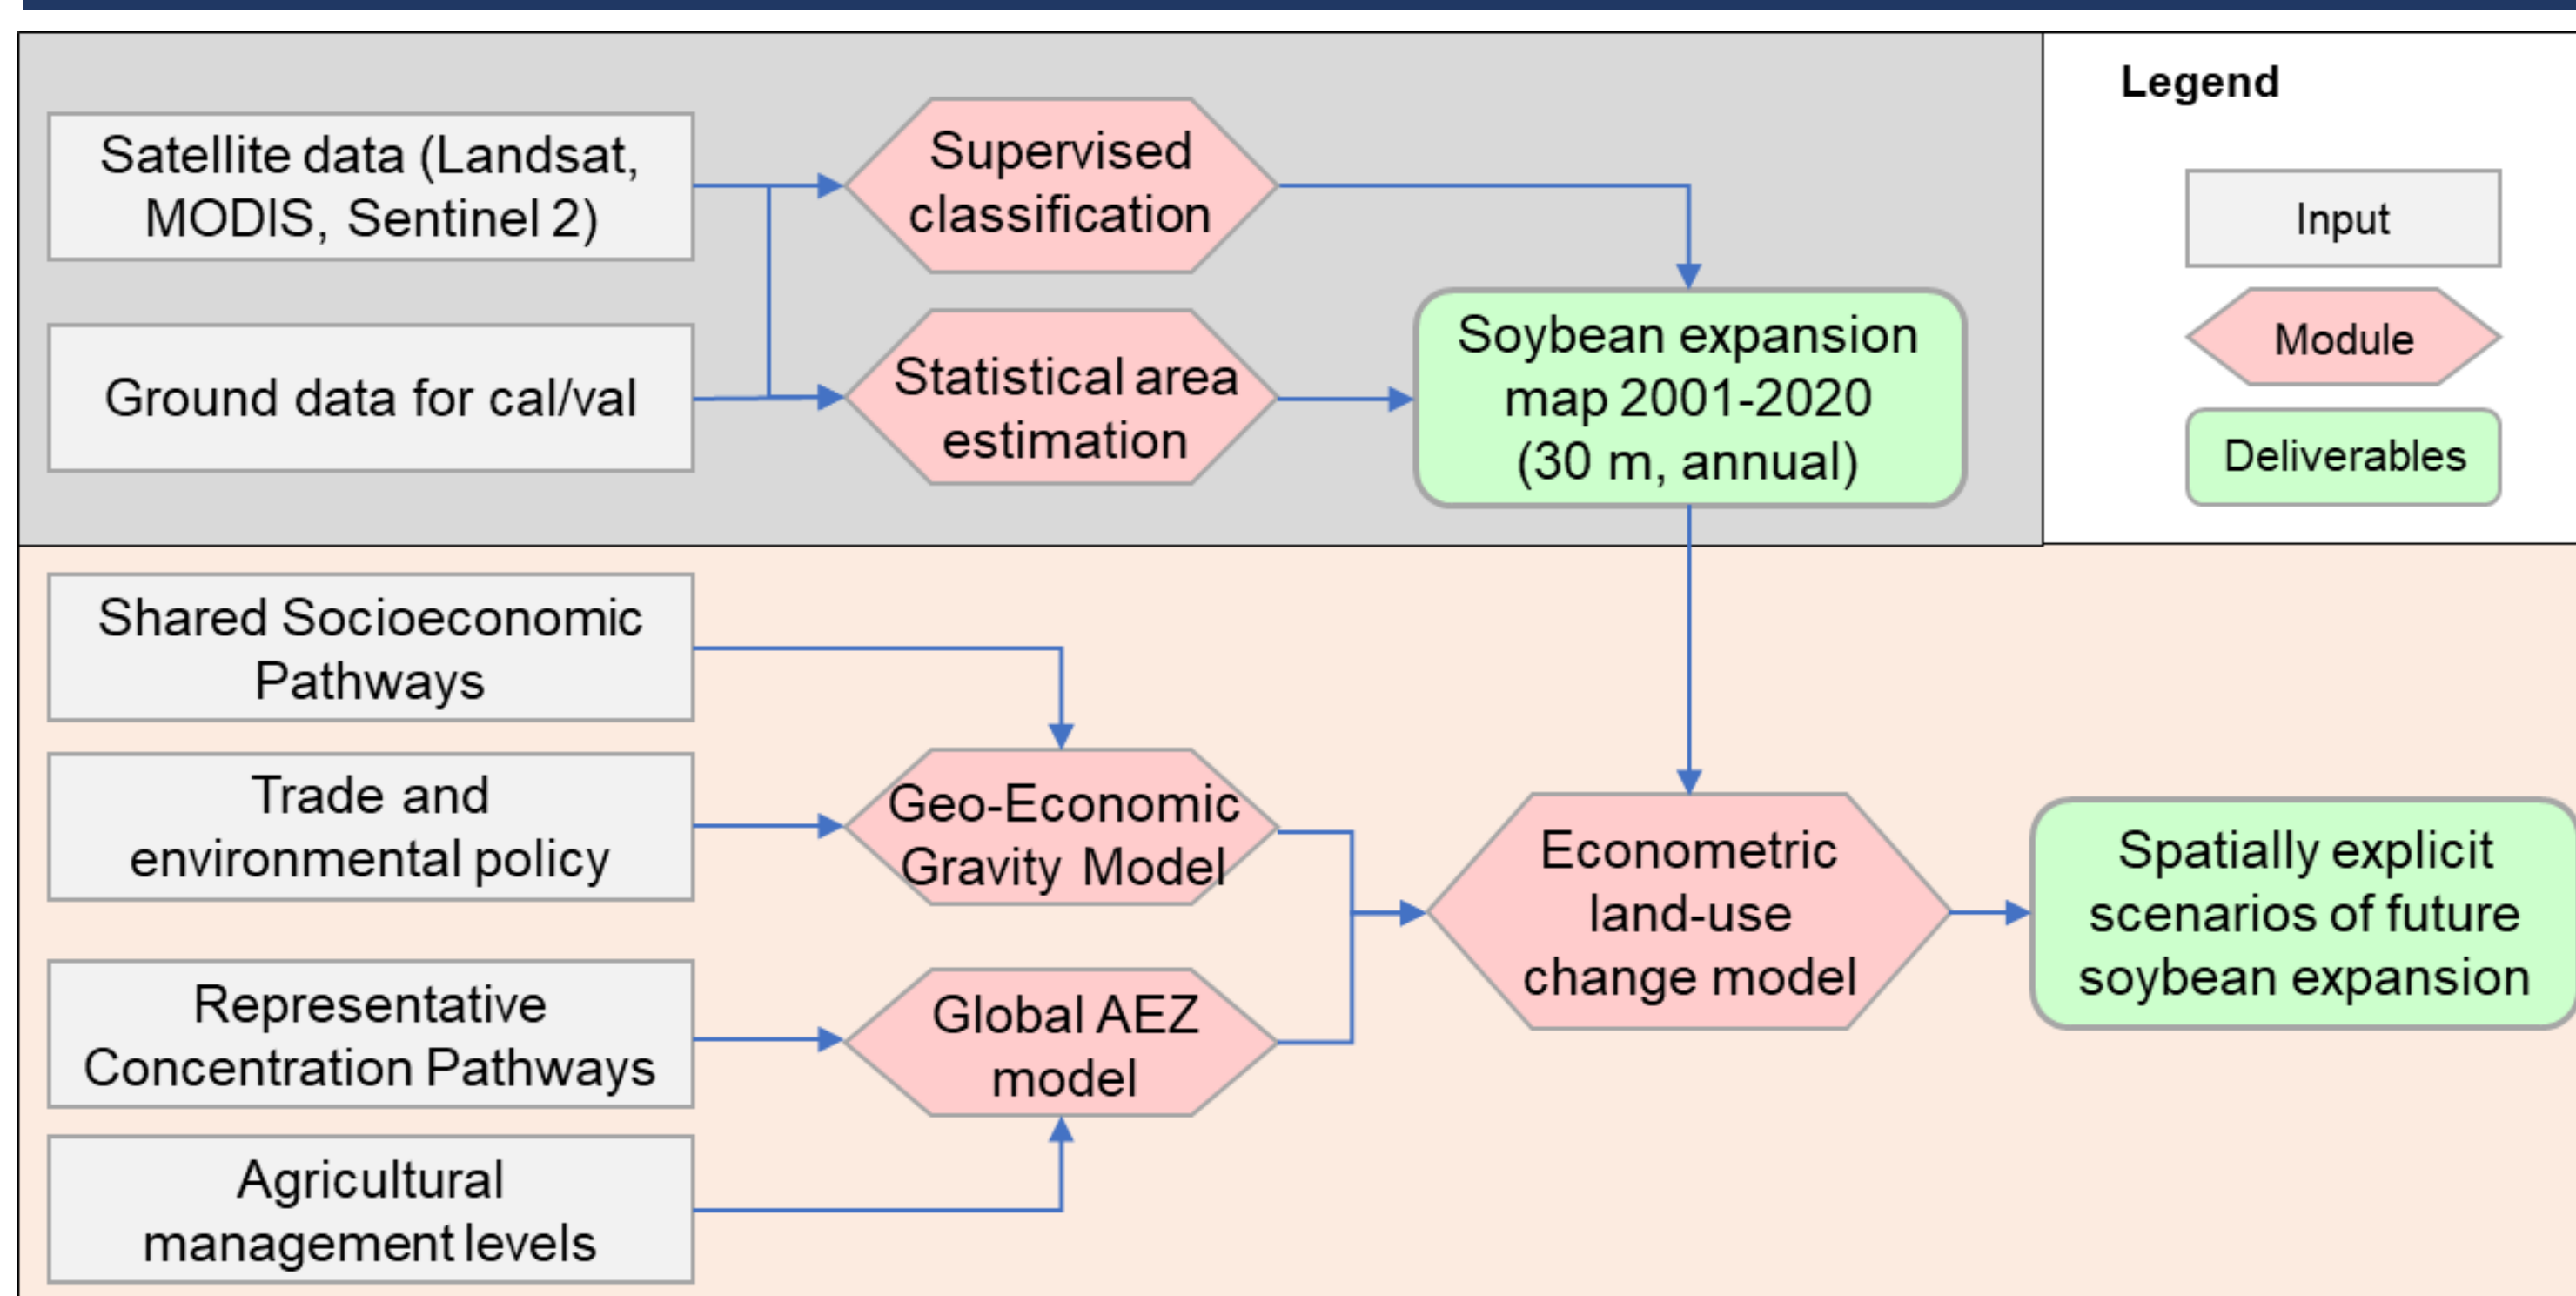 Satellite data (Landsat,
MODIS, Sentinel 2)
Supervised
classification
Ground data for cal/val
Statistical area
estimation
Soybean expansion
map 2001-2020
(30 m, annual)
Legend
Input
Module
Deliverables
Shared Socioeconomic
Pathways
Trade and
environmental policy
Geo-Economic
Gravity Model
Representative
Concentration Pathways
Global AEZ
model
Agricultural
management levels
Econometric
land-use
change model
Spatially explicit
scenarios of future
soybean expansion